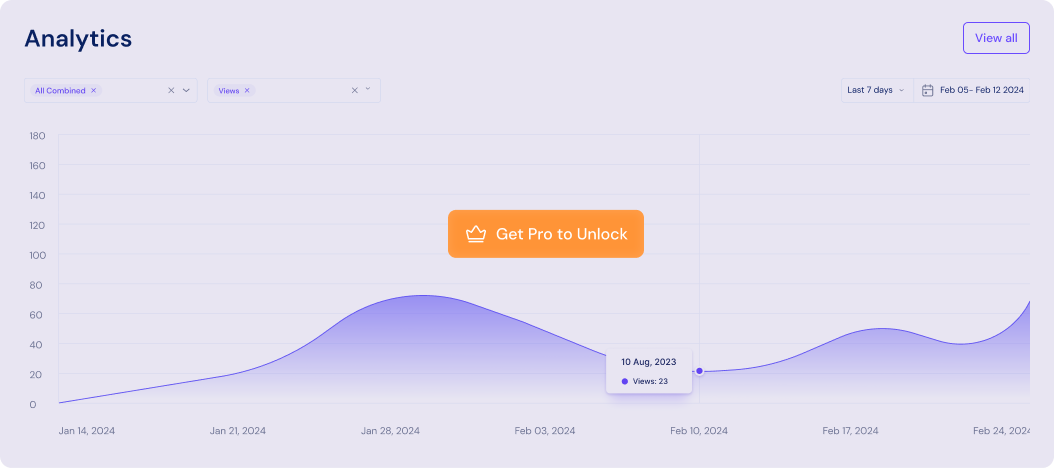 Analytics
View all
All Combined
Views
Last 7 days
Feb 05- Feb 12 2024
180
160
140
120
100
80
60
40
20
0
Get Pro to Unlock
10 Aug, 2023
Views: 23
Jan 14, 2024
Jan 21, 2024
Jan 28, 2024
Feb 03, 2024
Feb 10, 2024
Feb 17, 2024
Feb 24, 2024